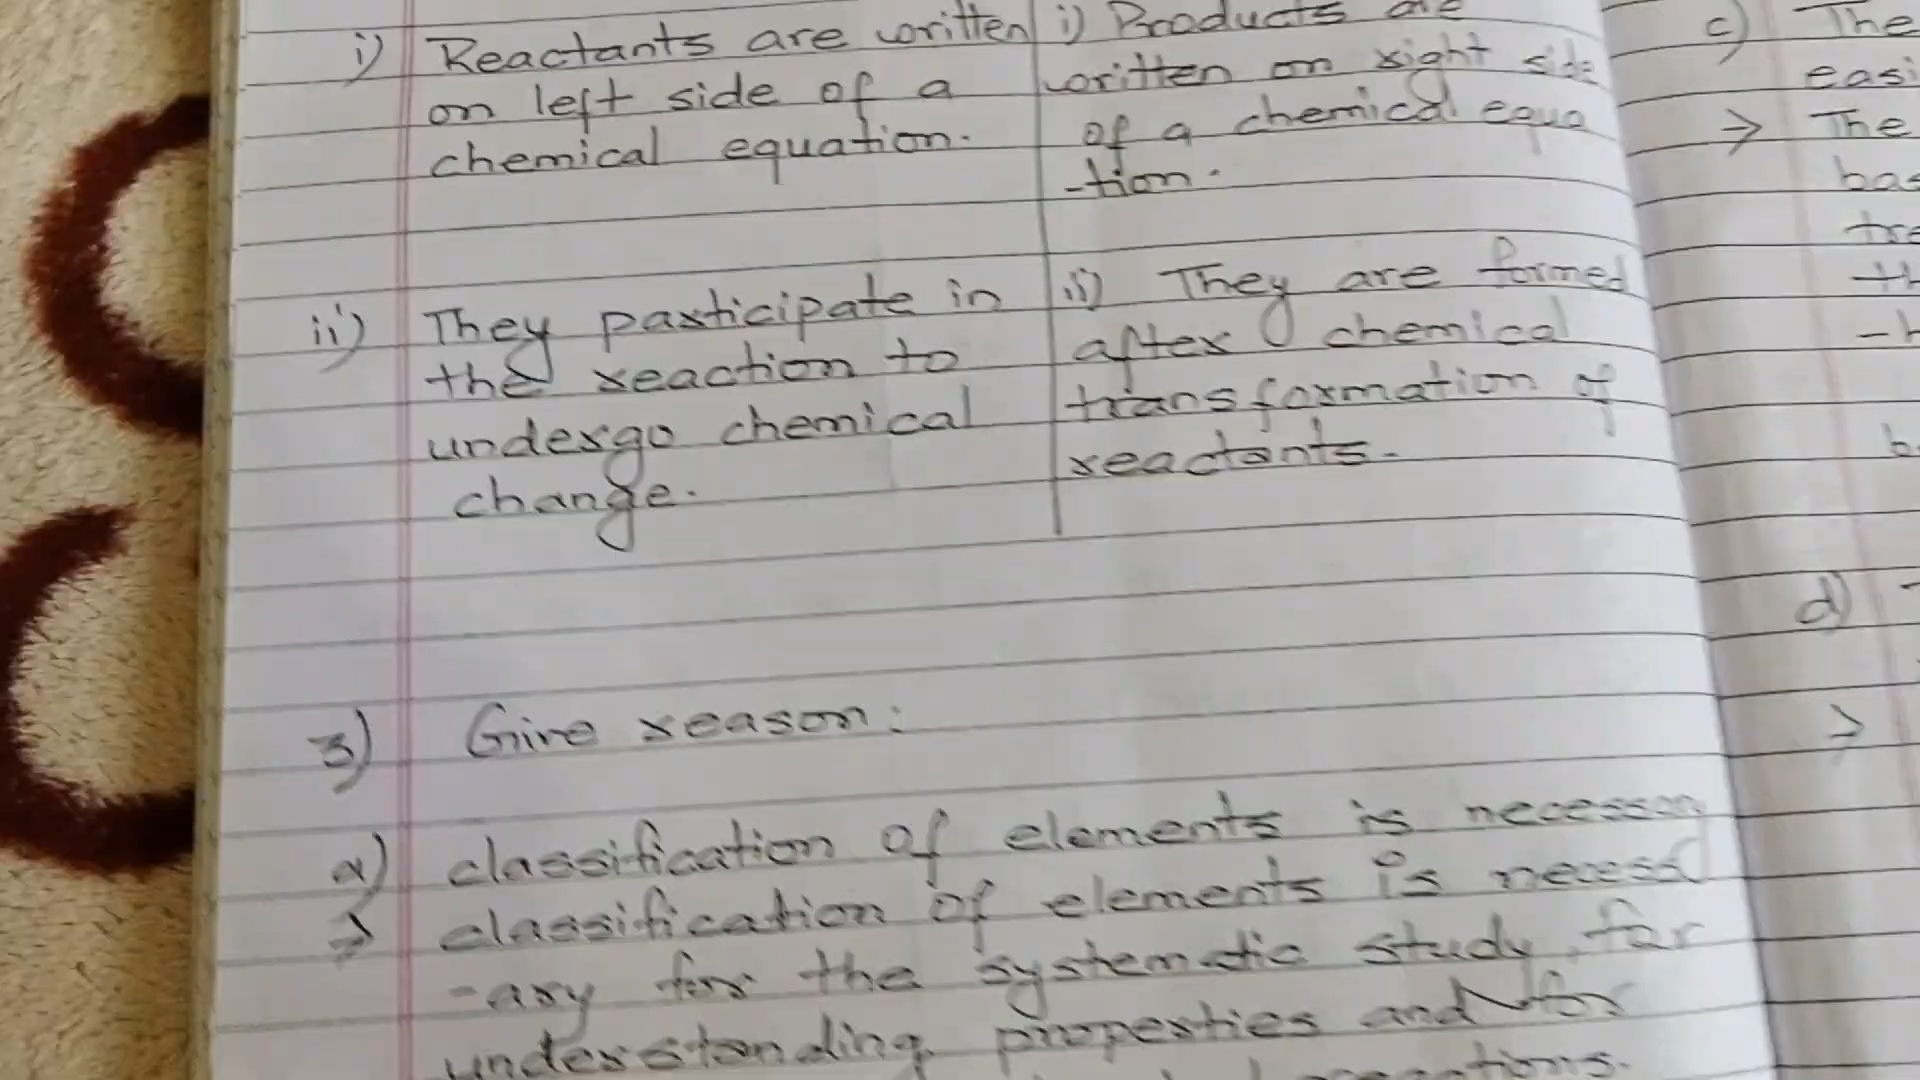 i) Reactants are written
on left side of a
chemical equation.
i) Products are
written on right side
of a chemical equa
-tion.
ii) They participate in
the reaction to
undergo chemical
change.
ii) They are formed
after chemical
transformation of
reactants.
3) Give reason:
a) classification of elements is necessary
→ classification of elements is necess
-ary for the systematic study, for
understanding properties and for
c) The
→ The
d)